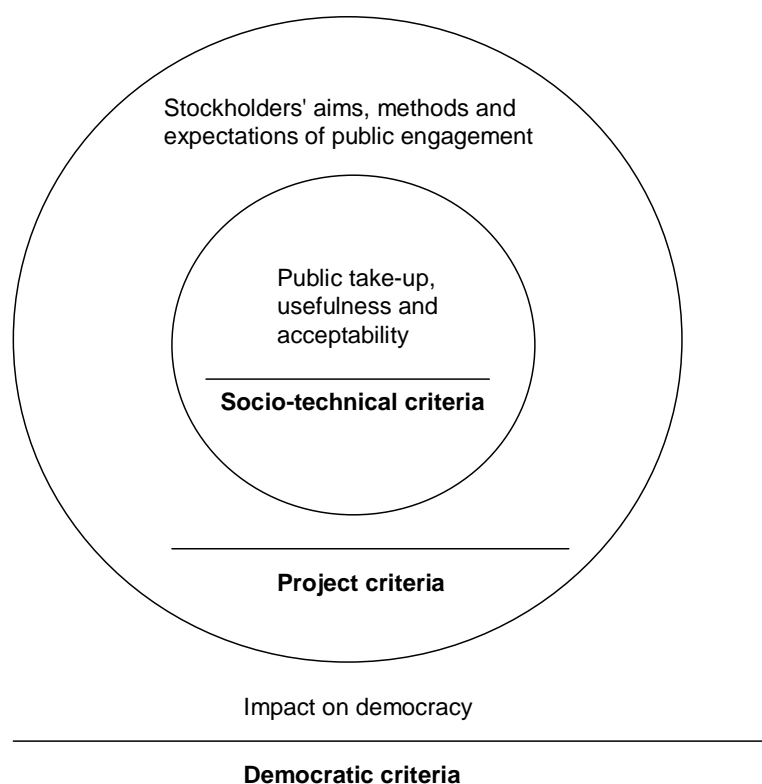 Stockholders' aims, methods and
expectations of public engagement
Public take-up,
usefulness and
acceptability
Socio-technical criteria
Project criteria
Impact on democracy
Democratic criteria